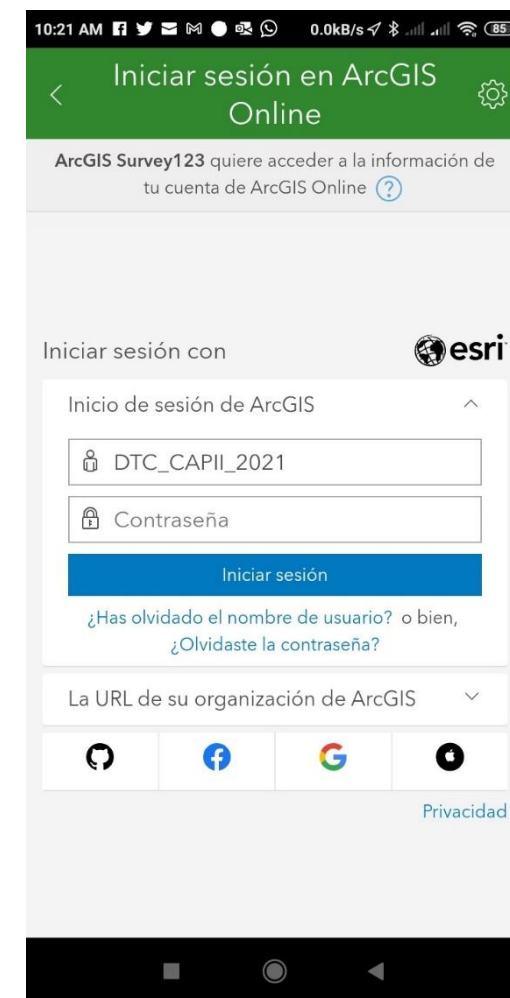 10:21 AM 0.0kB/s 85
Iniciar sesión en ArcGIS
Online
ArcGIS Survey123 quiere acceder a la información de
tu cuenta de ArcGIS Online ?
Iniciar sesión con
esri
Inicio de sesión de ArcGIS
DTC_CAPII_2021
Contraseña
Iniciar sesión
¿Has olvidado el nombre de usuario? o bien,
¿Olvidaste la contraseña?
La URL de su organización de ArcGIS
Privacidad